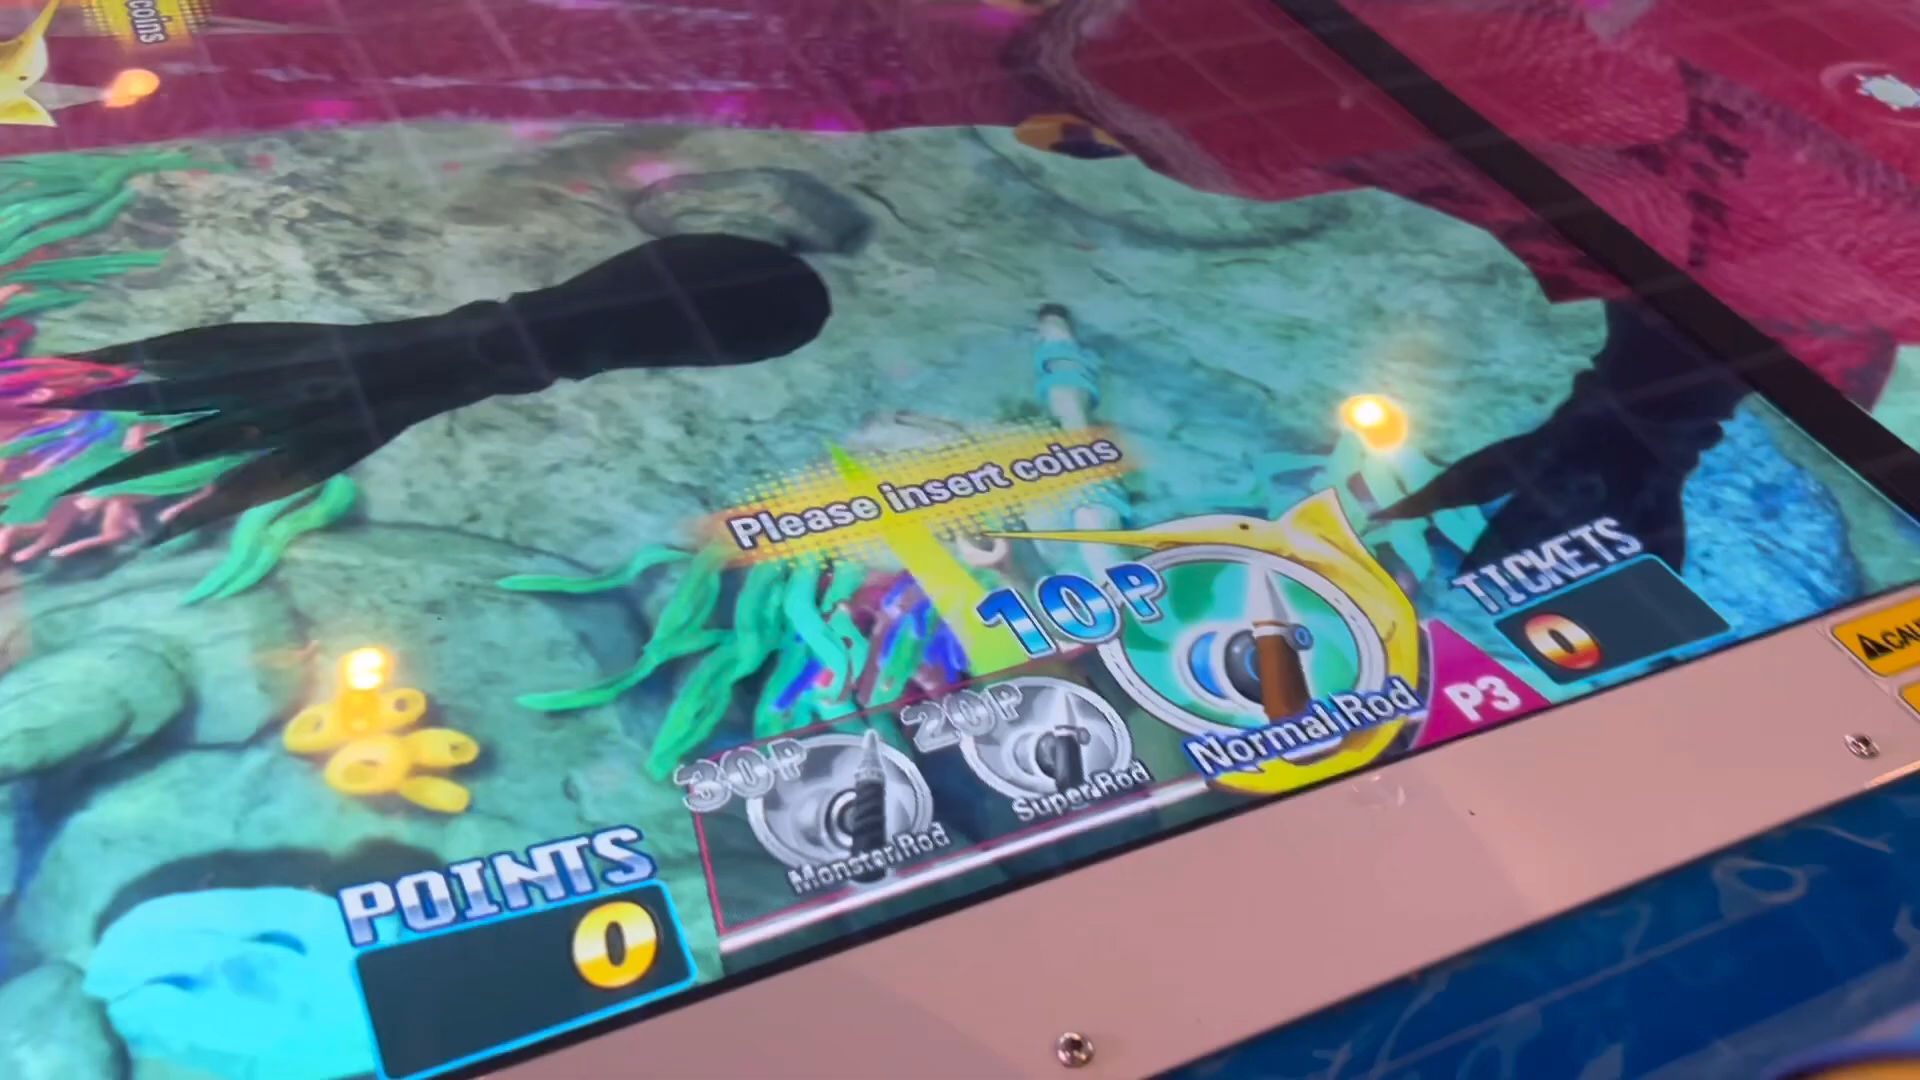 coins
Please insert coins
10P
Normal Rod
20P
Super Rod
30P
Monster Rod
P3
TICKETS
0
POINTS
0